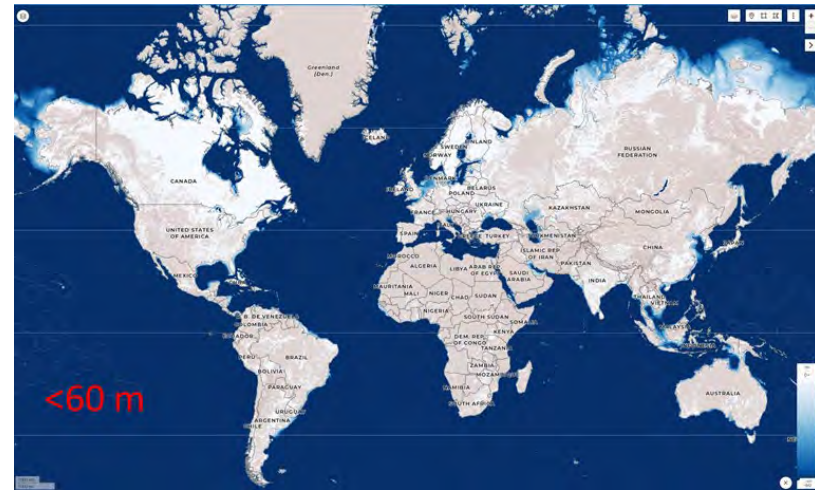 Greenland
(Den.)
ICELAND
SWEDEN
FINLAND
NORWAY
RUSSIAN
FEDERATION
CANADA
DENMARK
IRELAND
POLAND
BELARUS
UKRAINE
FRANCE
HUNGARY
KAZAKHSTAN
MONGOLIA
UNITED STATES
OF AMERICA
SPAIN
TURKEY
TURKMENISTAN
CHINA
JAPAN
MOROCCO
ISLAMIC REP.
OF IRAN
PAKISTAN
ALGERIA
LIBYA
ARAB REP.
OF EGYPT
SAUDI
ARABIA
MEXICO
INDIA
MAURITANIA
MALI
NIGER
CHAD
SUDAN
THAILAND
VIETNAM
NIGERIA
SOUTH SUDAN
SOMALIA
B. DE VENEZUELA
COLOMBIA
KENYA
MALAYSIA
ECUADOR
DEM. REP.
OF CONGO
TANZANIA
INDONESIA
PERU
BRAZIL
ZAMBIA
BOLIVIA
MOZAMBIQUE
PARAGUAY
NAMIBIA
AUSTRALIA
<60 m
SOUTH AFRICA
URUGUAY
ARGENTINA
CHILE